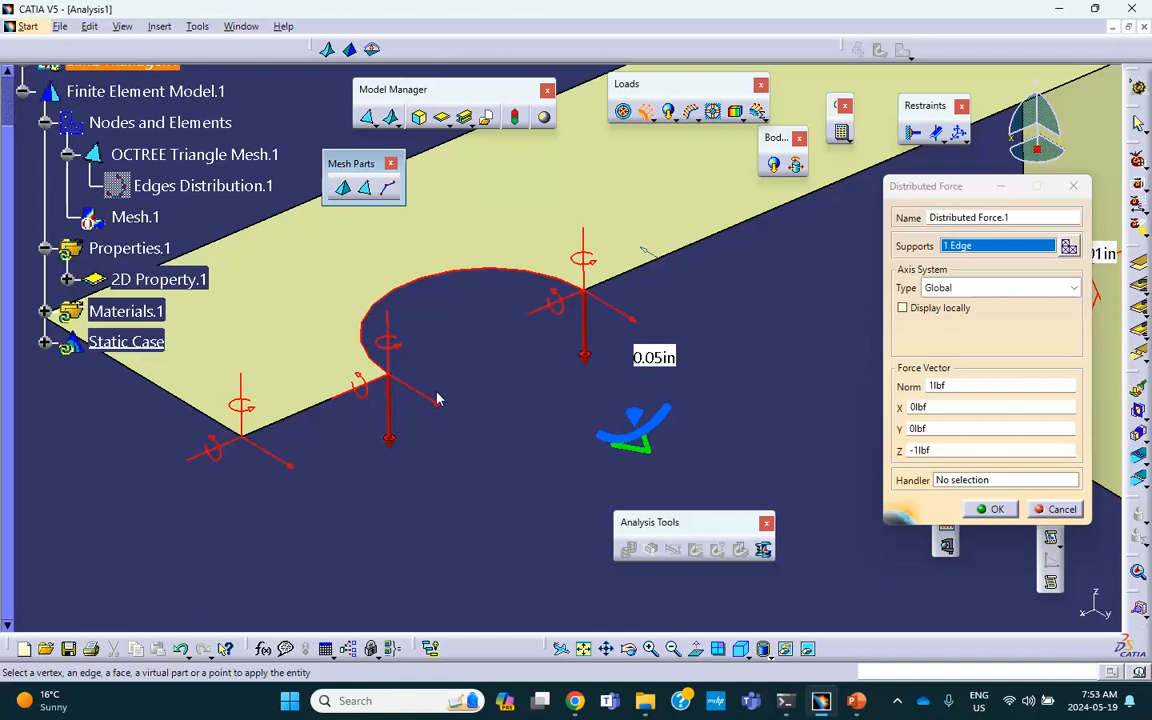 CATIA V5 - [Analysis1]
Start File Edit View Insert Tools Window Help
Finite Element Model.1
Nodes and Elements
OCTREE Triangle Mesh.1
Edges Distribution.1
Mesh.1
Properties.1
2D Property.1
Materials.1
Static Case
Model Manager
Mesh Parts
Loads
Bod...
Restraints
0.05in
Analysis Tools
Distributed Force
Name Distributed Force.1
Supports 1 Edge
Axis System
Type Global
Display locally
Force Vector
Norm 1lbf
X 0lbf
Y 0lbf
Z -1lbf
Handler No selection
OK Cancel
z
x y
CATIA
Select a vertex, an edge, a face, a virtual part or a point to apply the entity
16°C
Sunny
Search
ENG
US
7:53 AM
2024-05-19